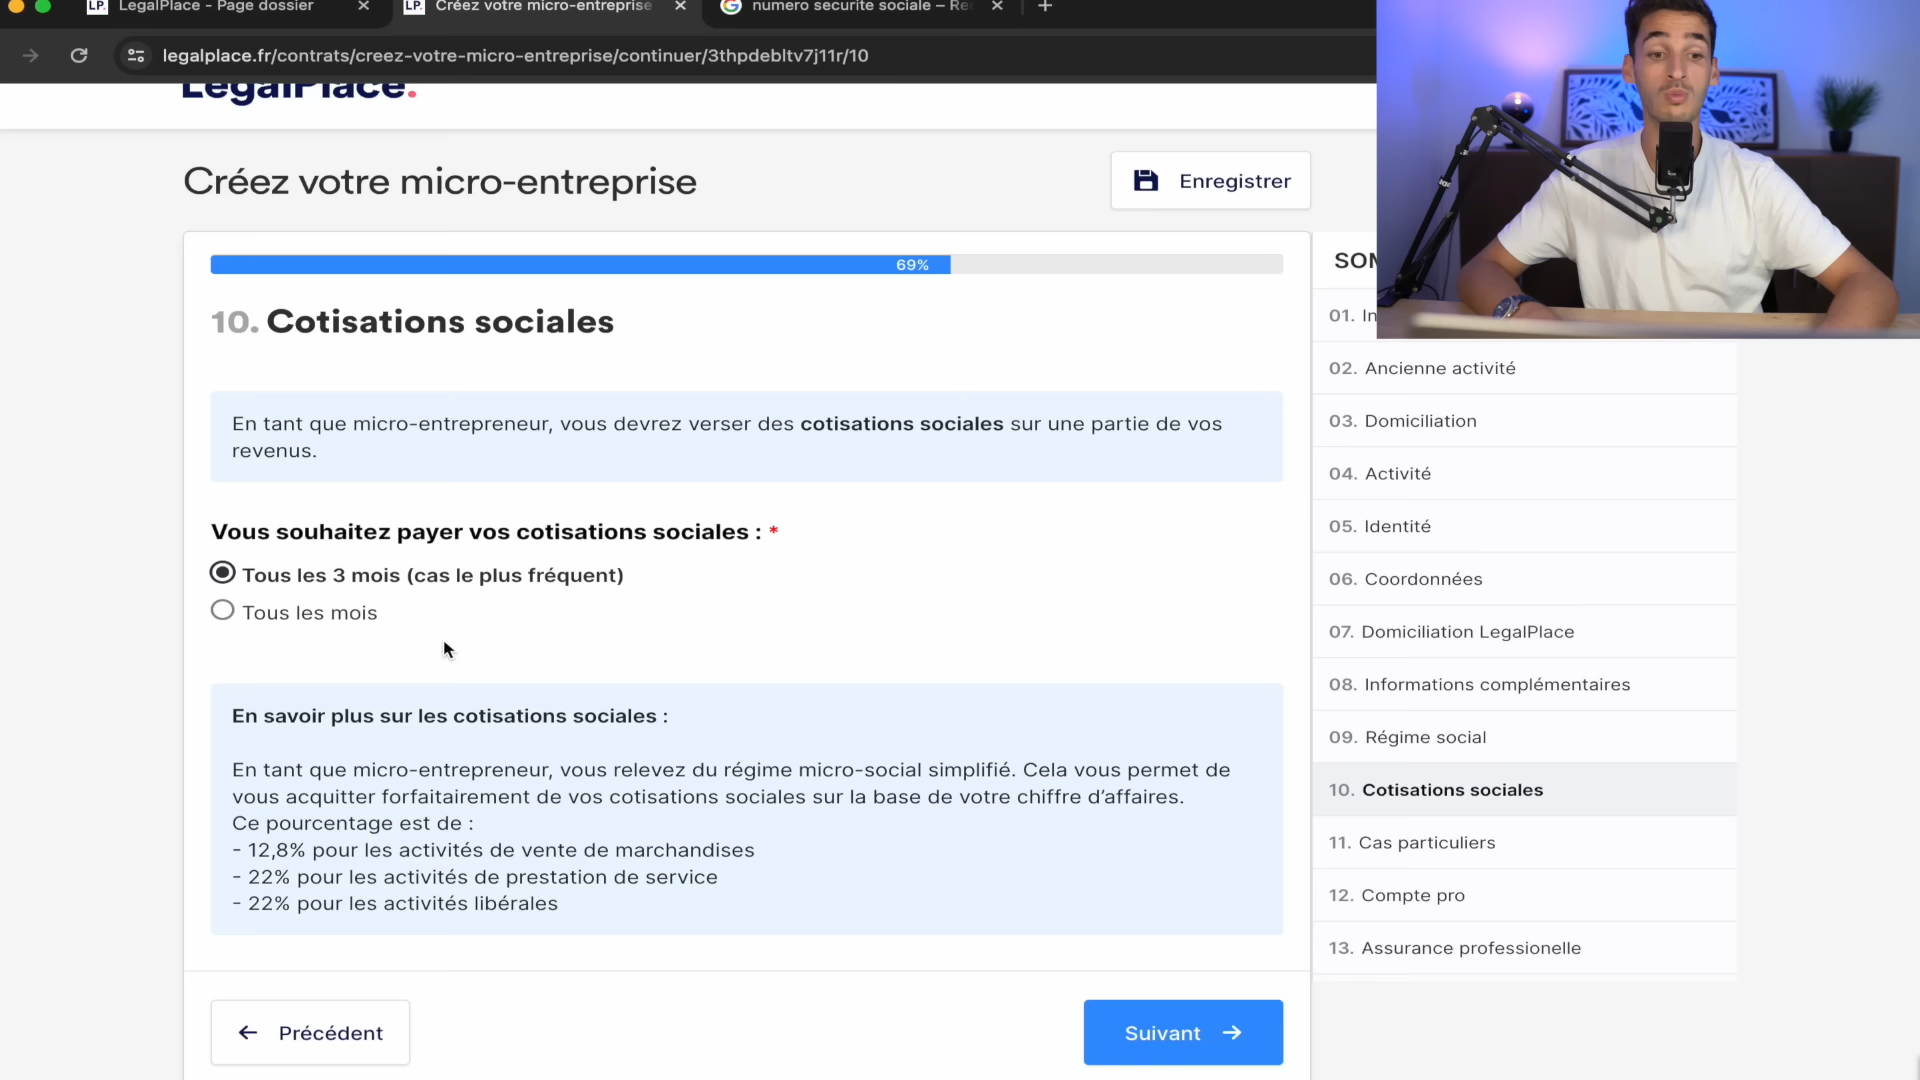 LegalPlace - Page dossier
Créez votre micro-entreprise
numero securite sociale – Re
legalplace.fr/contrats/creez-votre-micro-entreprise/continuer/3thpdebltv7j11r/10
LegalPlace.
Créez votre micro-entreprise
Enregistrer
69%
10. Cotisations sociales
En tant que micro-entrepreneur, vous devrez verser des cotisations sociales sur une partie de vos
revenus.
Vous souhaitez payer vos cotisations sociales : *
Tous les 3 mois (cas le plus fréquent)
Tous les mois
En savoir plus sur les cotisations sociales :
En tant que micro-entrepreneur, vous relevez du régime micro-social simplifié. Cela vous permet de
vous acquitter forfaitairement de vos cotisations sociales sur la base de votre chiffre d’affaires.
Ce pourcentage est de :
- 12,8% pour les activités de vente de marchandises
- 22% pour les activités de prestation de service
- 22% pour les activités libérales
Précédent
Suivant
01.
02. Ancienne activité
03. Domiciliation
04. Activité
05. Identité
06. Coordonnées
07. Domiciliation LegalPlace
08. Informations complémentaires
09. Régime social
10. Cotisations sociales
11. Cas particuliers
12. Compte pro
13. Assurance professionelle